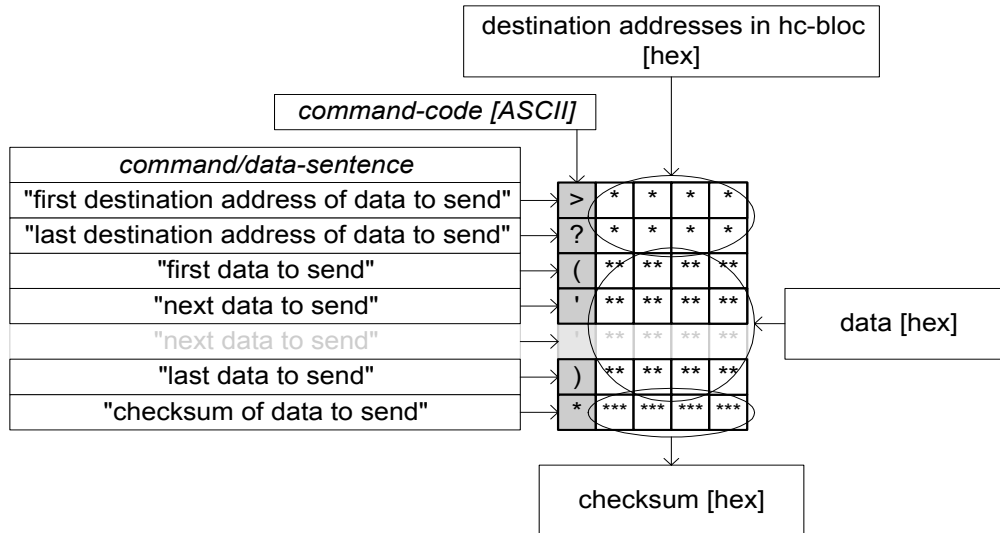 destination addresses in hc-bloc
[hex]
command-code [ASCII]
command/data-sentence
"first destination address of data to send" > * * * *
"last destination address of data to send" ? * * * *
"first data to send" ( ** ** ** **
"next data to send" ' ** ** ** **
"next data to send" ' ** ** ** **
data [hex]
"last data to send" ) ** ** ** **
"checksum of data to send" * *** *** *** ***
checksum [hex]